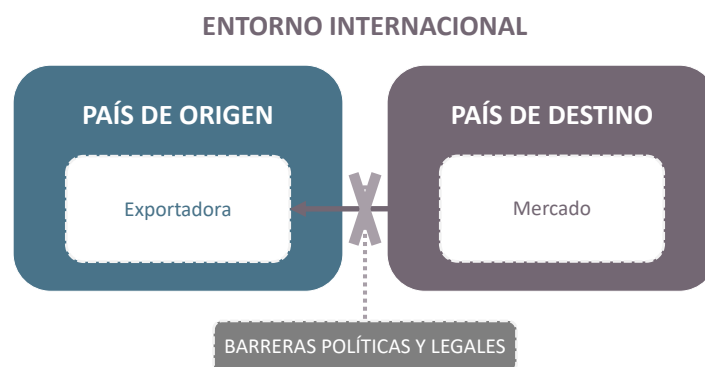 ENTORNO INTERNACIONAL
PAÍS DE ORIGEN
PAÍS DE DESTINO
Exportadora
Mercado
BARRERAS POLÍTICAS Y LEGALES